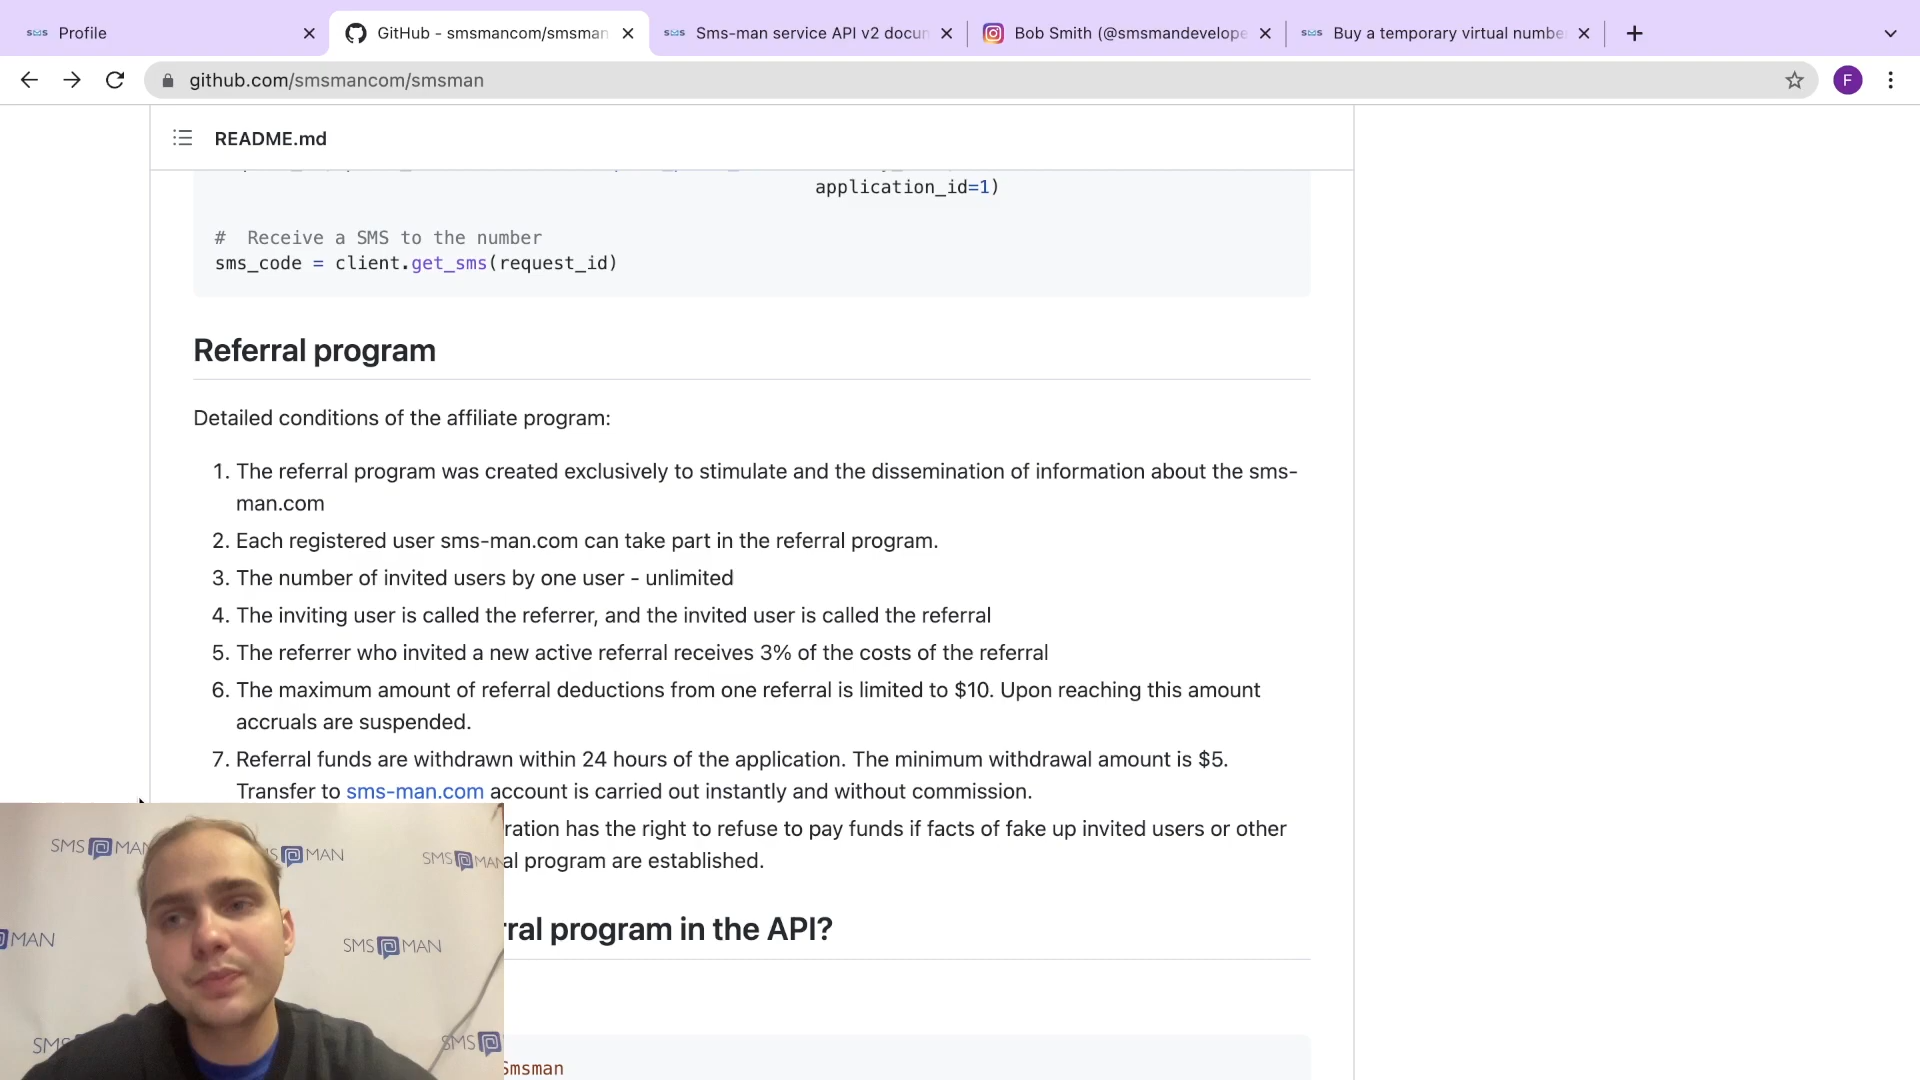 Profile
GitHub - smsmancom/smsman
Sms-man service API v2 docum
Bob Smith (@smsmandevelope
Buy a temporary virtual numbe
github.com/smsmancom/smsman
F
README.md
application_id=1)
# Receive a SMS to the number
sms_code = client.get_sms(request_id)
Referral program
Detailed conditions of the affiliate program:
1. The referral program was created exclusively to stimulate and the dissemination of information about the sms-
man.com
2. Each registered user sms-man.com can take part in the referral program.
3. The number of invited users by one user - unlimited
4. The inviting user is called the referrer, and the invited user is called the referral
5. The referrer who invited a new active referral receives 3% of the costs of the referral
6. The maximum amount of referral deductions from one referral is limited to $10. Upon reaching this amount
accruals are suspended.
7. Referral funds are withdrawn within 24 hours of the application. The minimum withdrawal amount is $5.
Transfer to sms-man.com account is carried out instantly and without commission.
ration has the right to refuse to pay funds if facts of fake up invited users or other
al program are established.
rral program in the API?
Smsman
SMS MAN
S MAN
SMS MAN
MAN
SMS MAN
SMS
SMS